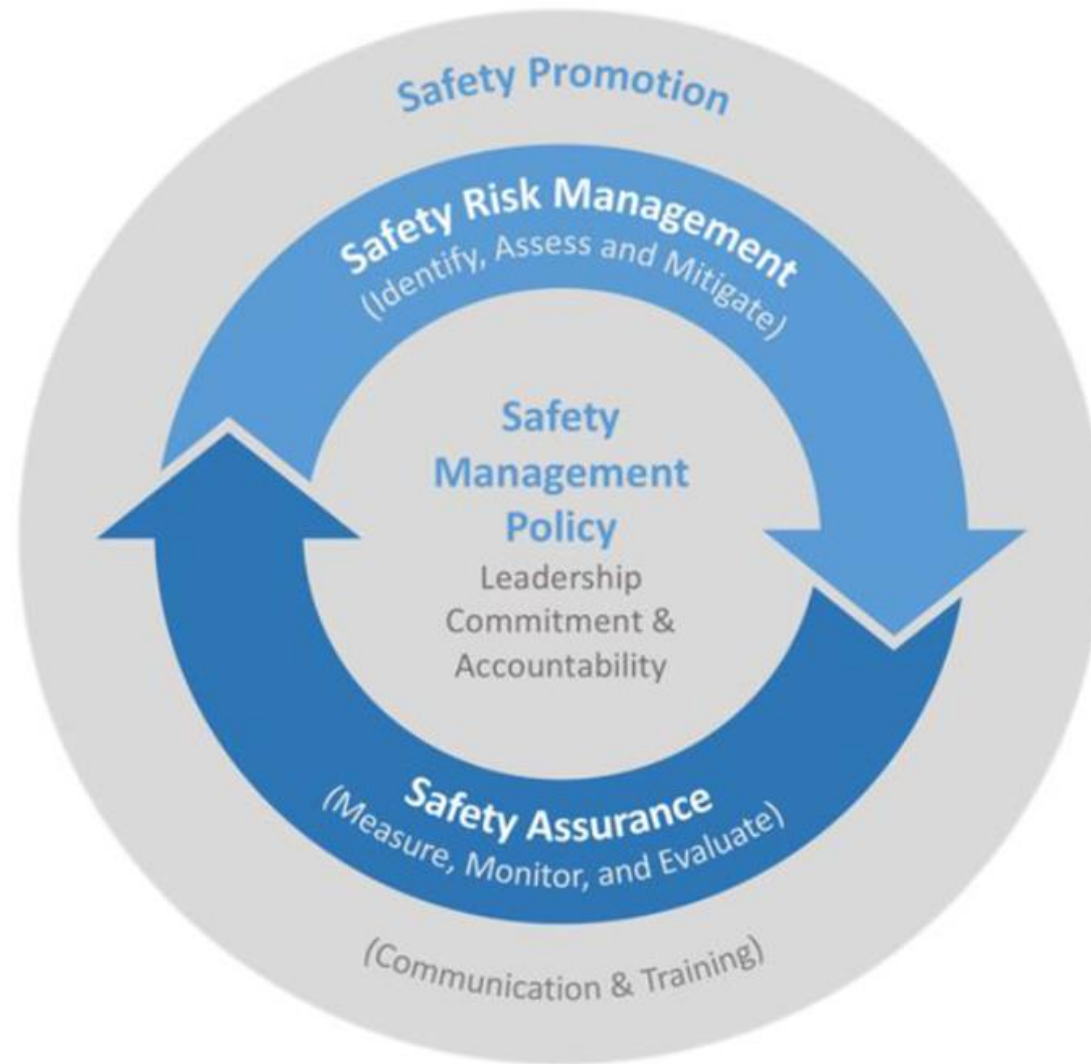 Safety Promotion
Safety Risk Management
(Identify, Assess and Mitigate)
Safety
Management
Policy
Leadership
Commitment &
Accountability
Safety Assurance
(Measure, Monitor, and Evaluate)
(Communication & Training)